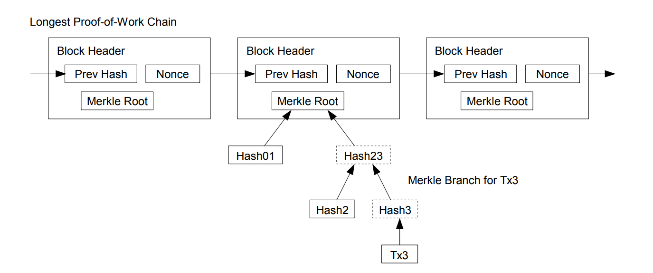 Longest Proof-of-Work Chain
Block Header
Prev Hash
Nonce
Merkle Root
Block Header
Prev Hash
Nonce
Merkle Root
Block Header
Prev Hash
Nonce
Merkle Root
Hash01
Hash23
Merkle Branch for Tx3
Hash2
Hash3
Tx3